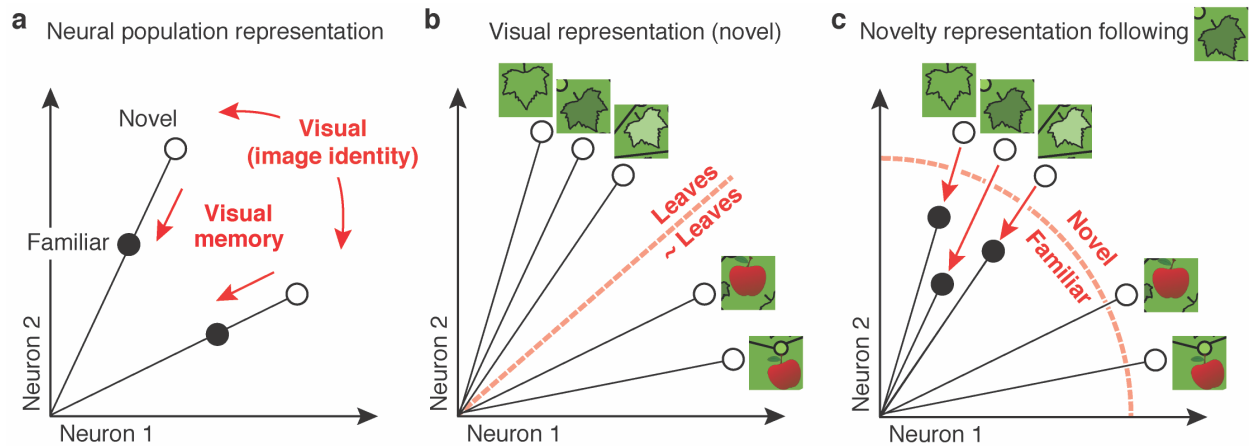 a Neural population representation
Novel
Visual
(image identity)
Visual
memory
Familiar
Neuron 2
Neuron 1
b Visual representation (novel)
Leaves
~ Leaves
Neuron 2
Neuron 1
c Novelty representation following
Novel
Familiar
Neuron 2
Neuron 1